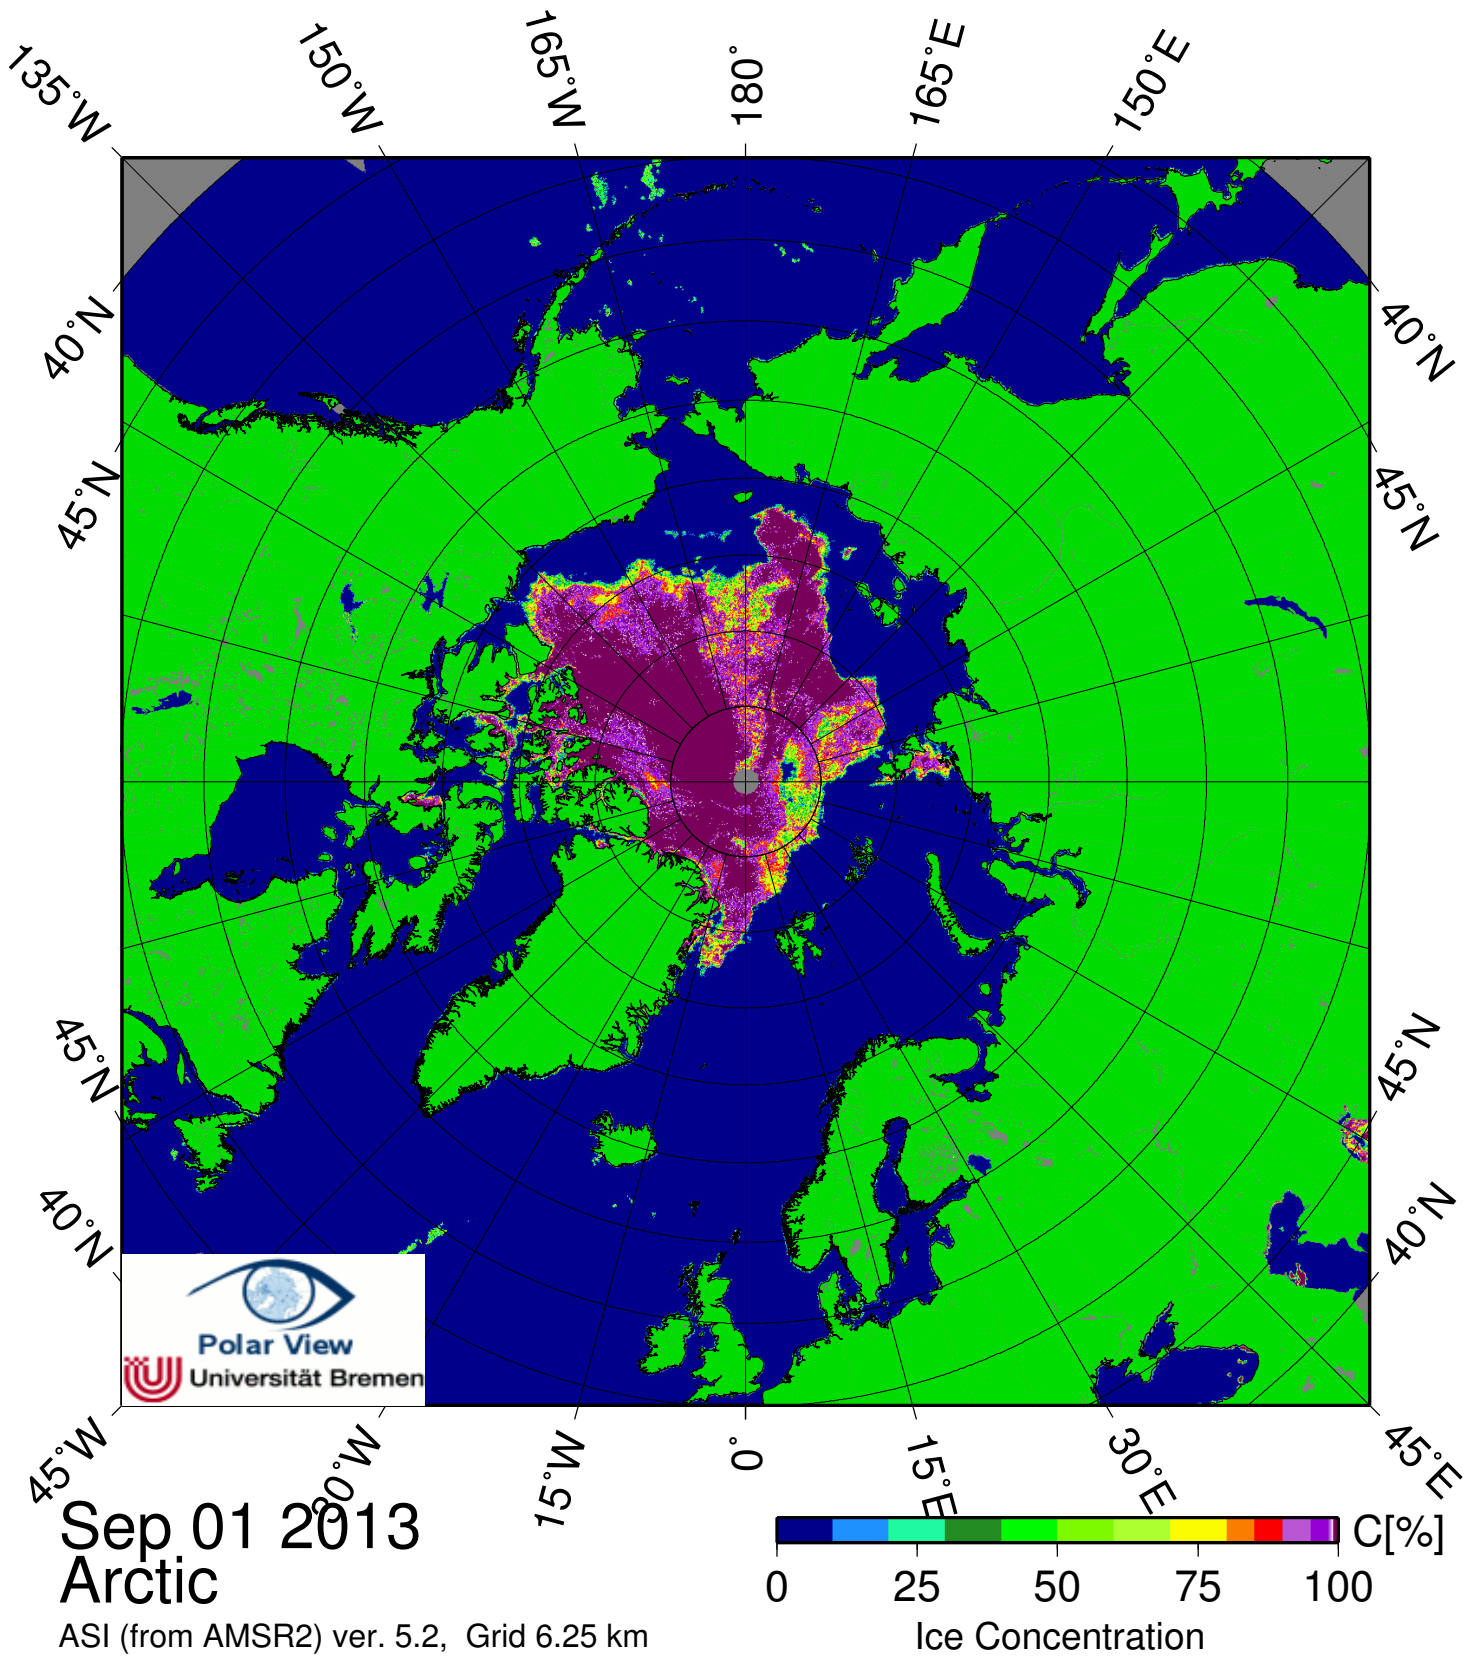 135°W
150°W
165°W
180°
165°E
150°E
40°N
40°N
45°N
45°N
45°N
45°N
40°N
40°N
Polar View
Universität Bremen
45°W
30°W
15°W
0°
15°E
30°E
45°E
Sep 01 2013
Arctic
ASI (from AMSR2) ver. 5.2, Grid 6.25 km
C[%]
0 25 50 75 100
Ice Concentration